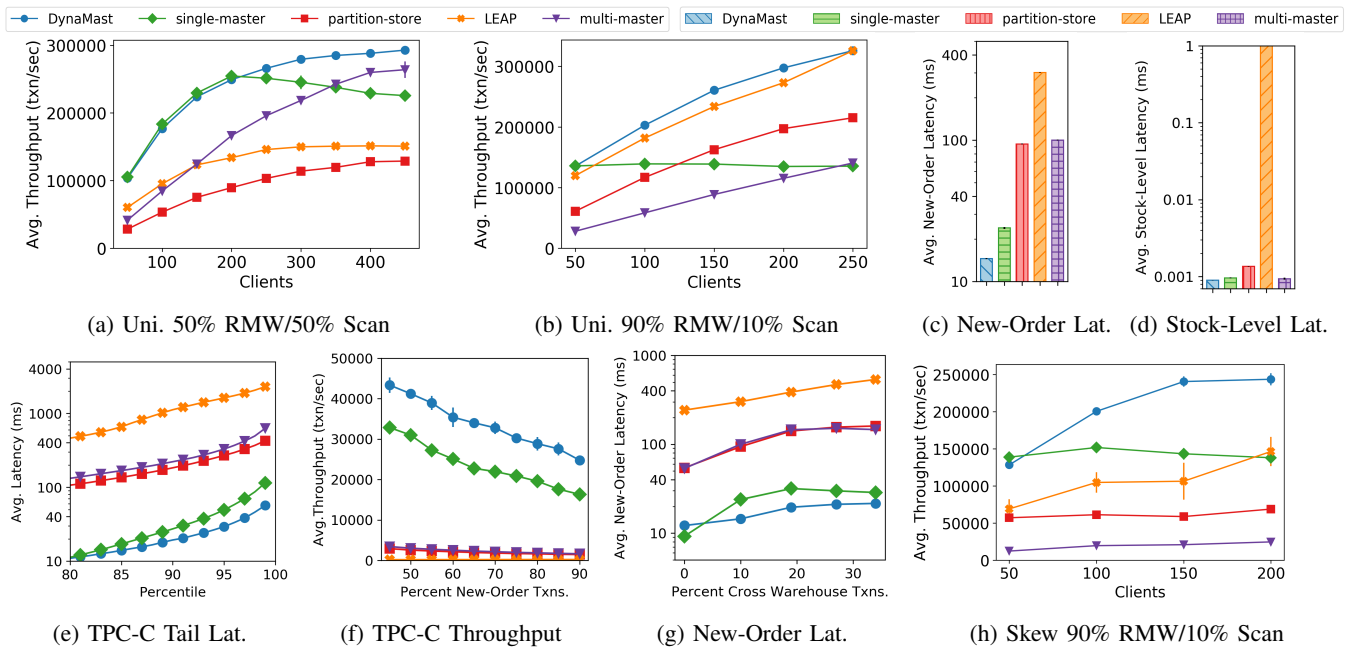 DynaMast single-master partition-store LEAP multi-master
DynaMast single-master partition-store LEAP multi-master
Avg. Throughput (txn/sec)
300000
200000
100000
0
100 200 300 400
Clients
(a) Uni. 50% RMW/50% Scan
Avg. Throughput (txn/sec)
300000
200000
100000
0
50 100 150 200 250
Clients
(b) Uni. 90% RMW/10% Scan
Avg. New-Order Latency (ms)
400
100
40
10
(c) New-Order Lat.
Avg. Stock-Level Latency (ms)
1
0.1
0.01
0.001
(d) Stock-Level Lat.
Avg. Latency (ms)
4000
1000
400
100
40
10
80 85 90 95 100
Percentile
(e) TPC-C Tail Lat.
Avg.Throughput (txn/sec)
50000
40000
30000
20000
10000
0
50 60 70 80 90
Percent New-Order Txns.
(f) TPC-C Throughput
Avg. New-Order Latency (ms)
1000
400
100
40
10
0 10 20 30
Percent Cross Warehouse Txns.
(g) New-Order Lat.
Avg. Throughput (txn/sec)
250000
200000
150000
100000
50000
0
50 100 150 200
Clients
(h) Skew 90% RMW/10% Scan